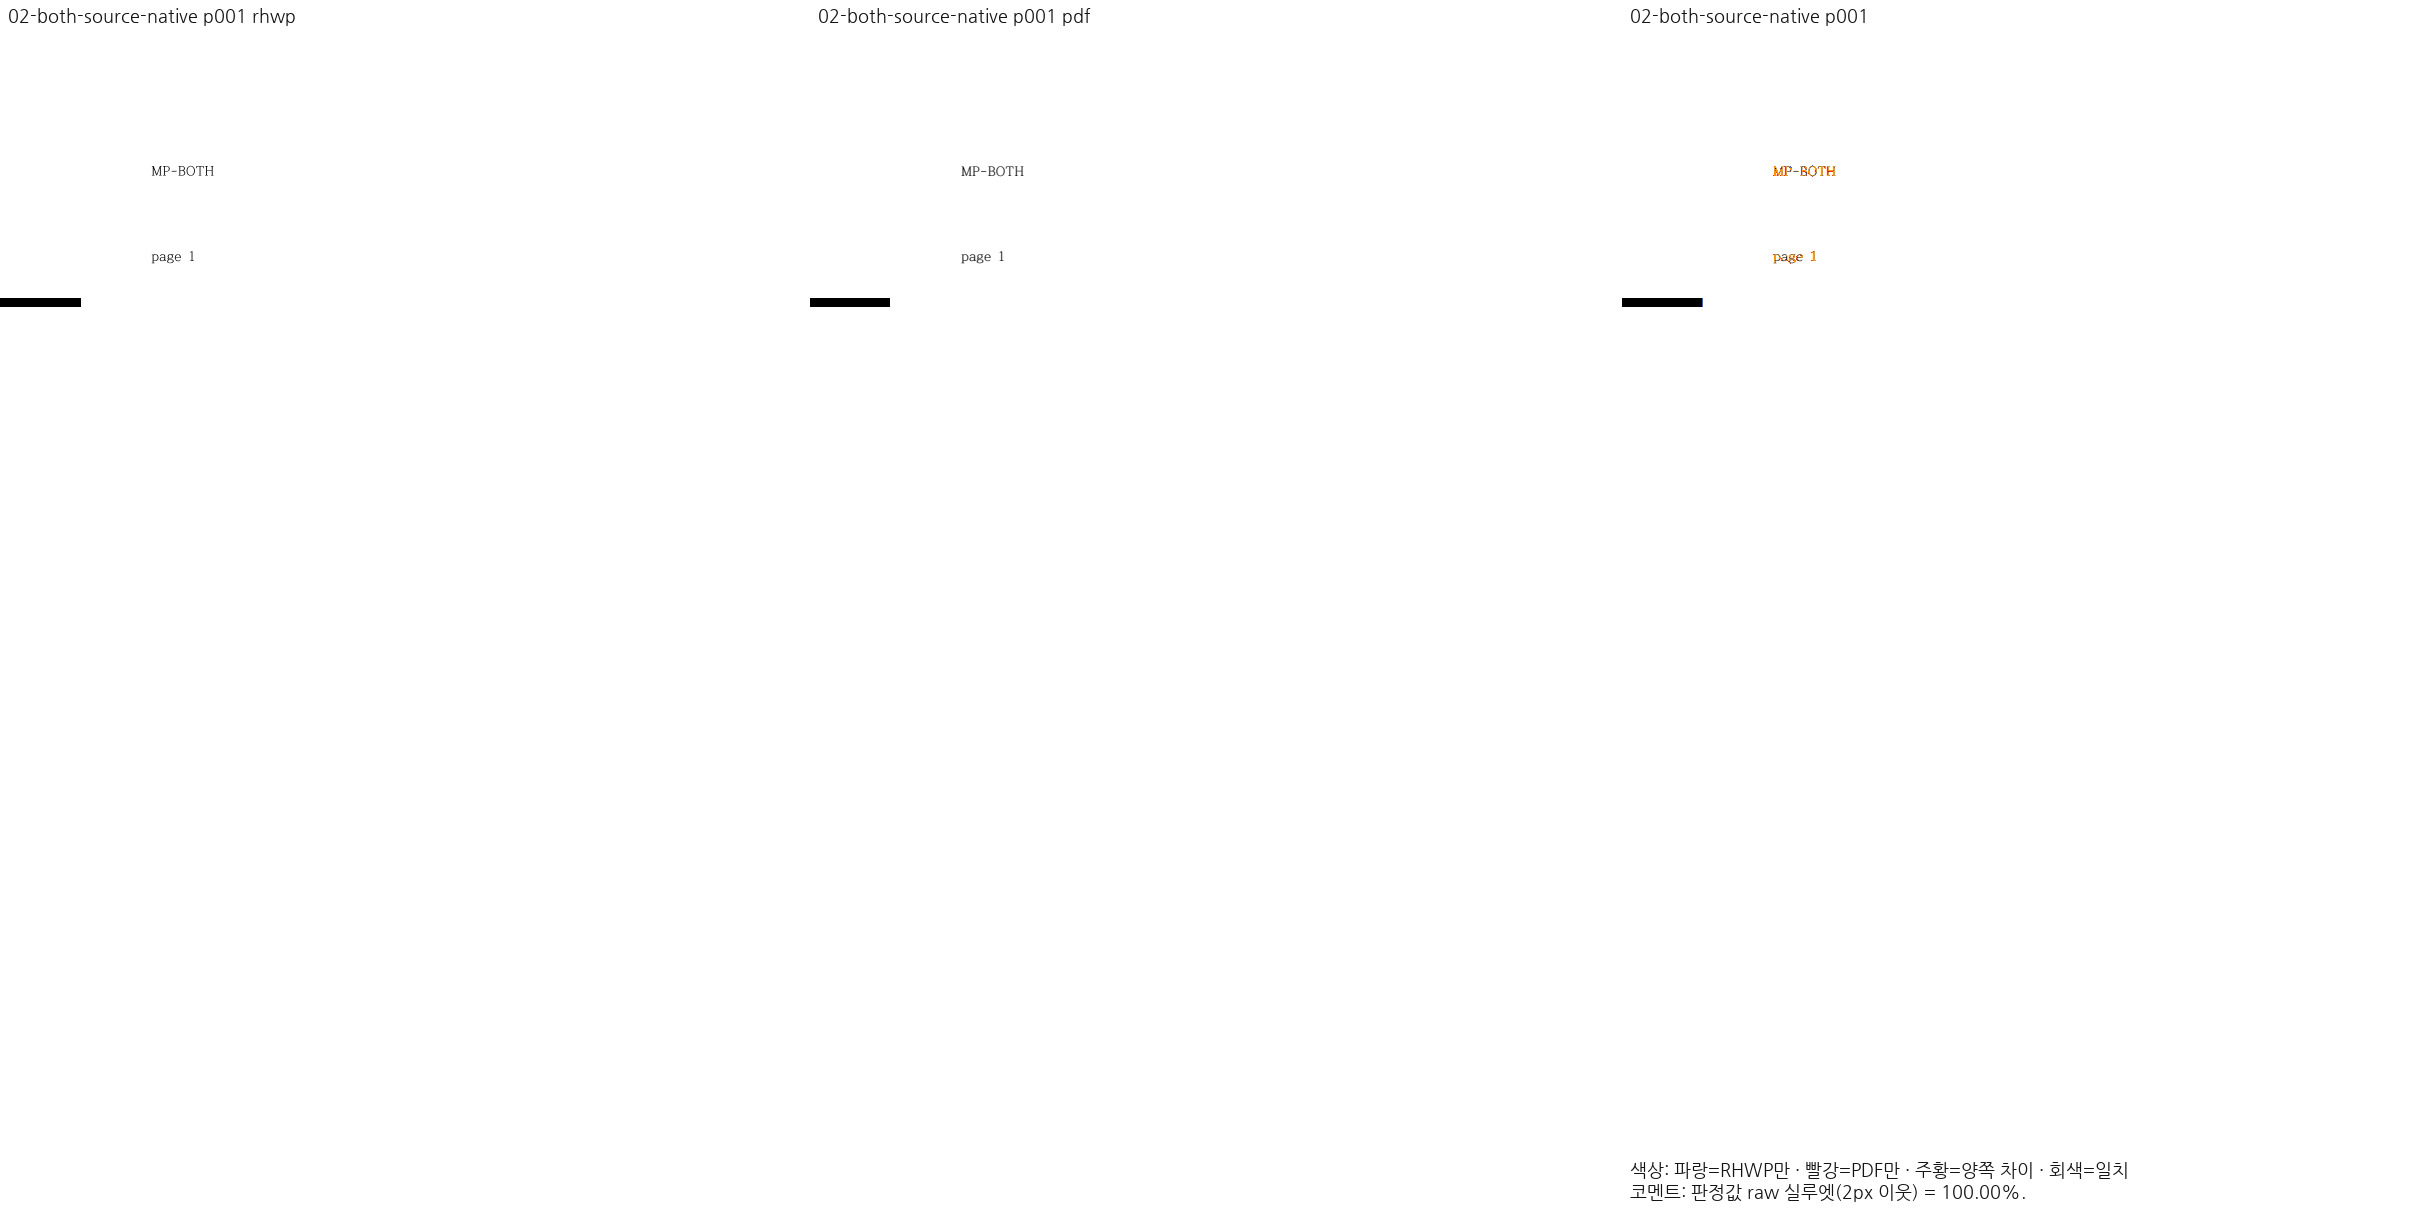 02-both-source-native p001 rhwp
MP-BOTH
page 1
02-both-source-native p001 pdf
MP-BOTH
page 1
02-both-source-native p001
MP-BOTH
page 1
색상: 파랑=RHWP만 · 빨강=PDF만 · 주황=양쪽 차이 · 회색=일치
코멘트: 판정값 raw 실루엣(2px 이웃) = 100.00%.